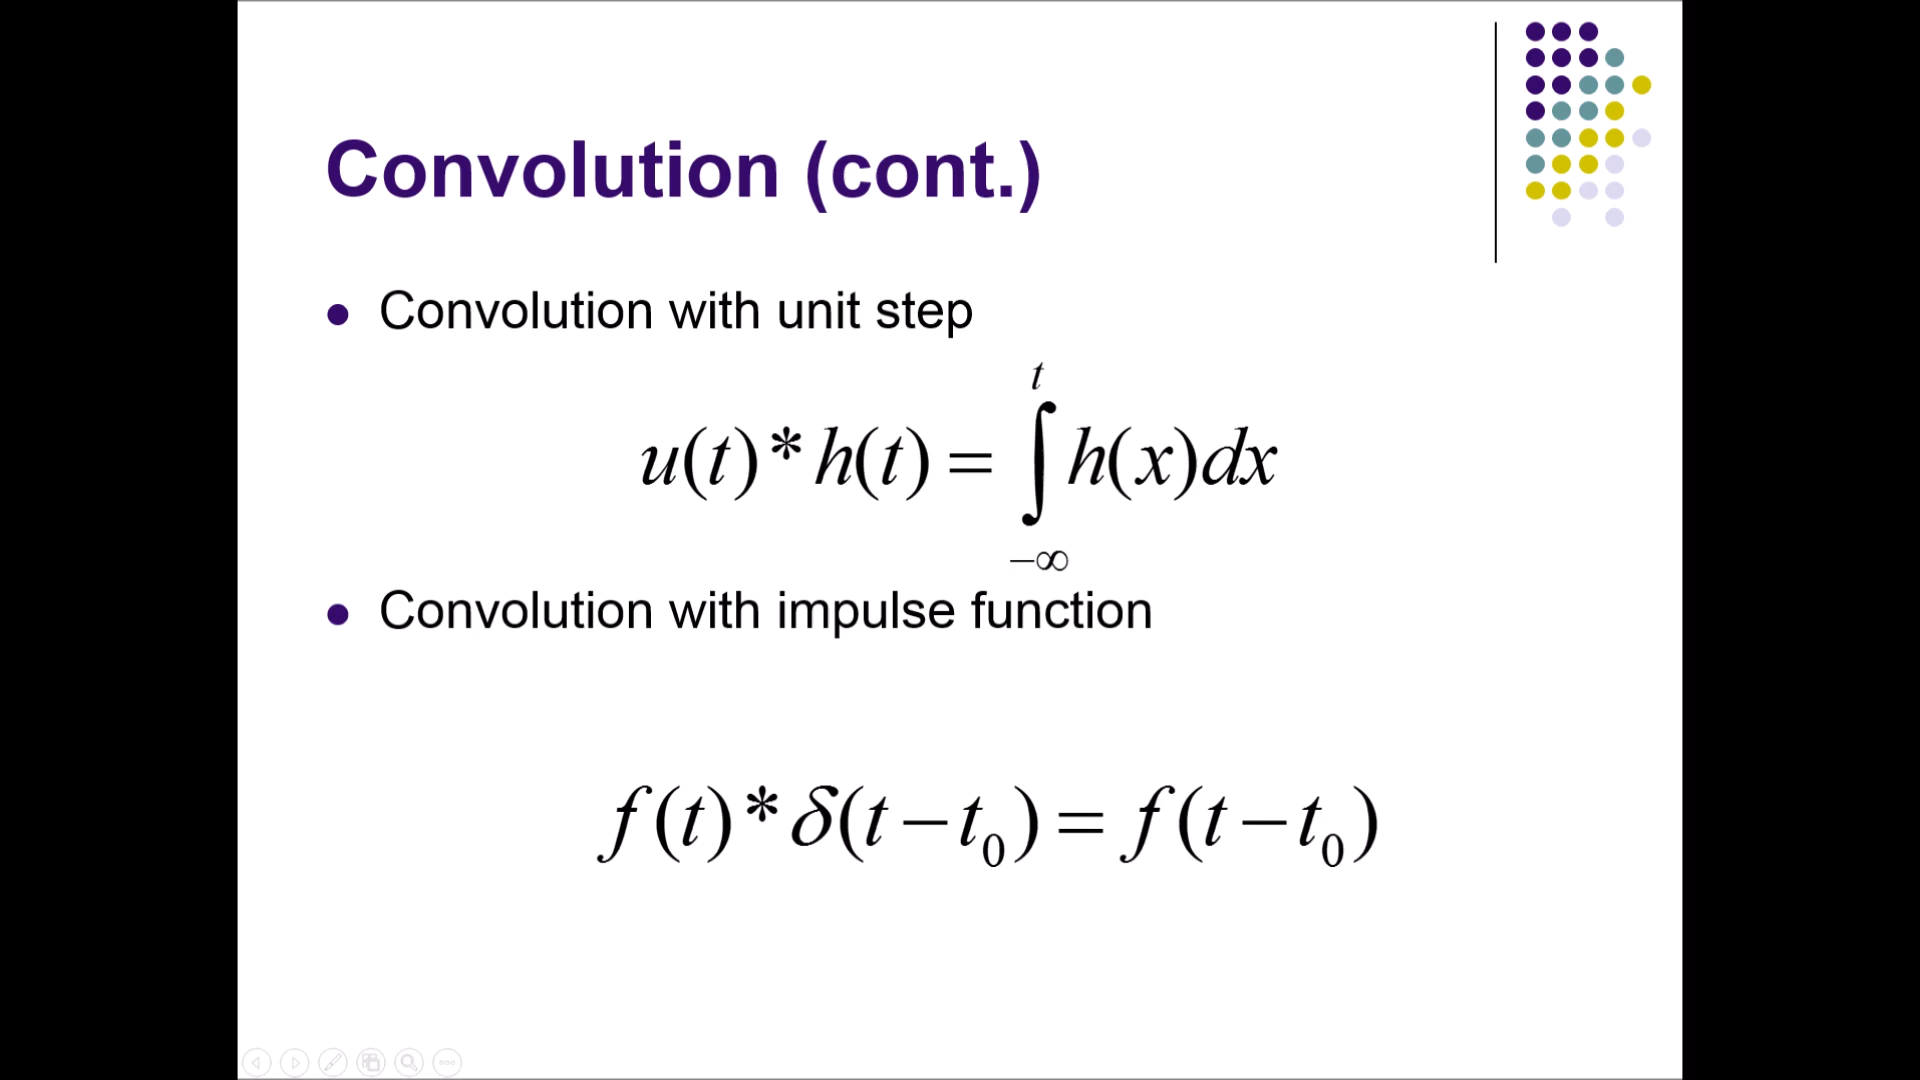 Convolution (cont.)
• Convolution with unit step
u(t) * h(t) = ∫_{-∞}^{t} h(x)dx
• Convolution with impulse function
f(t) * δ(t − t₀) = f(t − t₀)